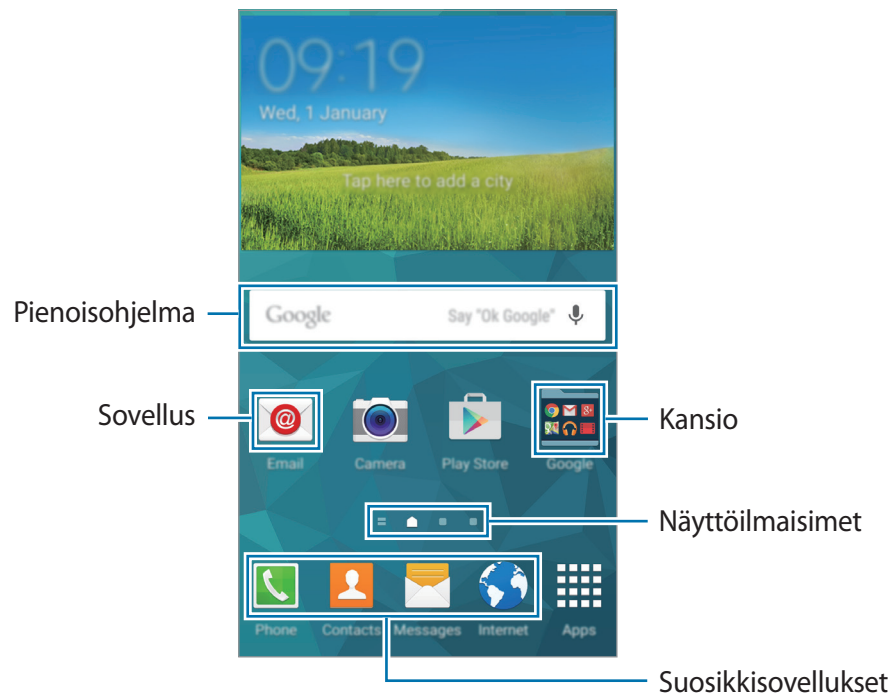 09:19
Wed, 1 January
Tap here to add a city
Pienoisohjelma
Google Say "Ok Google"
Sovellus
Kansio
Email Camera Play Store Google
Näyttöilmaisimet
Phone Contacts Messages Internet Apps
Suosikkisovellukset